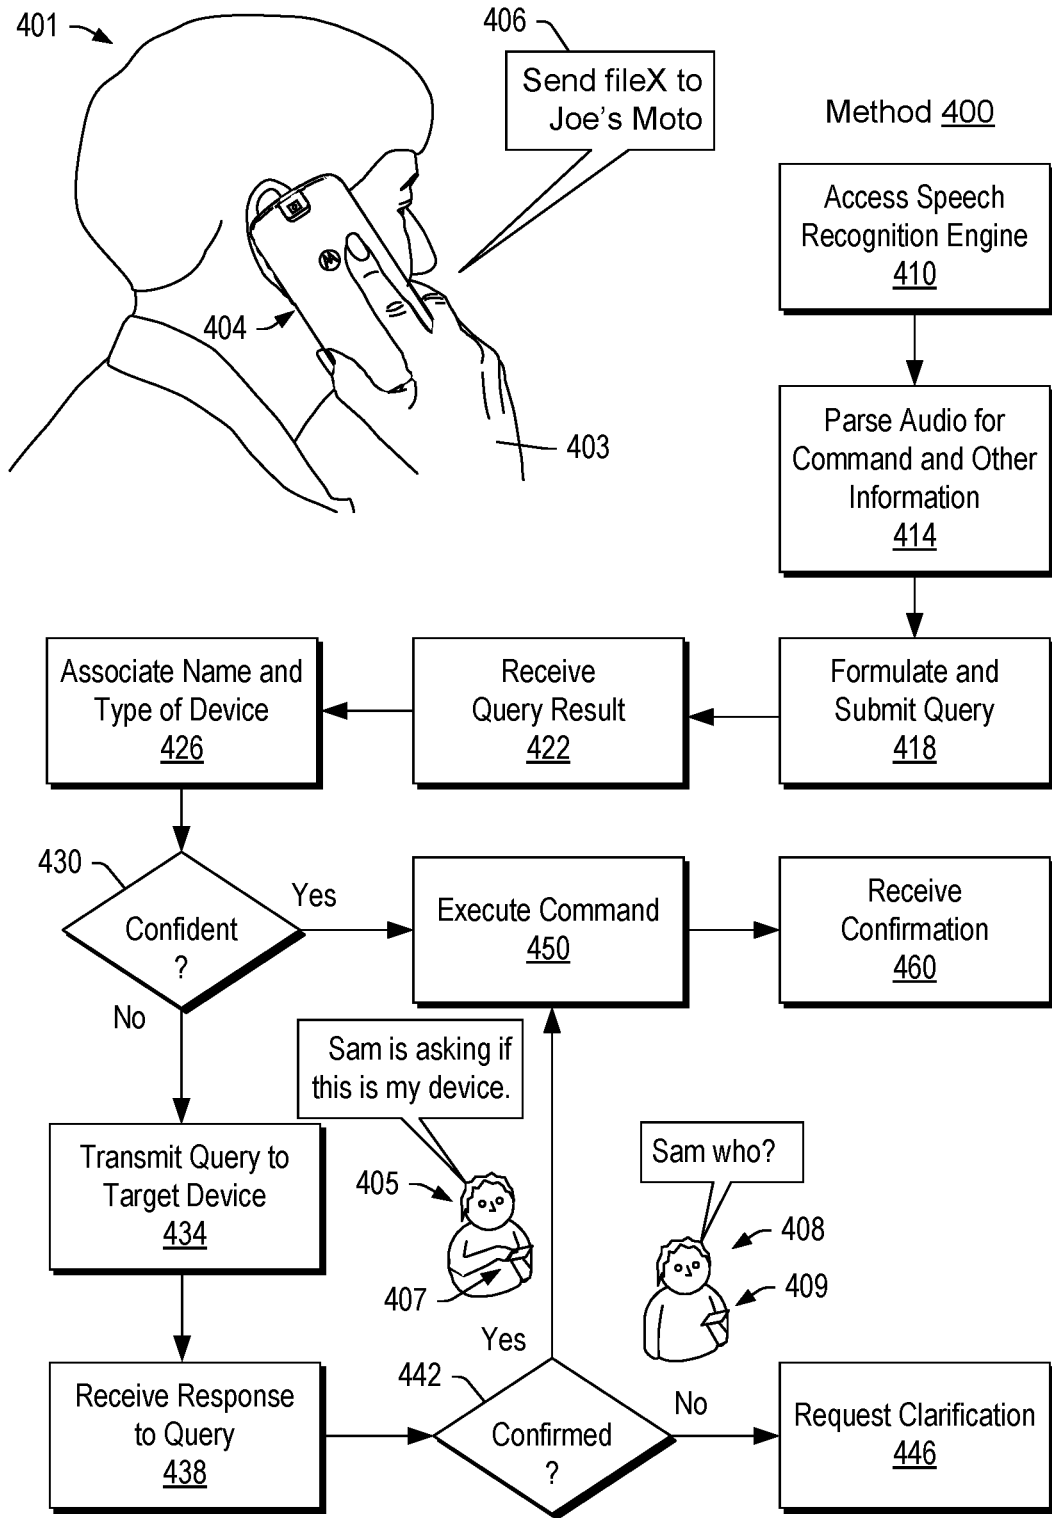 401
406
Send fileX to
Joe's Moto
Method 400
Access Speech
Recognition Engine
410
404
403
Parse Audio for
Command and Other
Information
414
Associate Name and
Type of Device
426
Receive
Query Result
422
Formulate and
Submit Query
418
430
Confident
?
Yes
No
Execute Command
450
Receive
Confirmation
460
Sam is asking if
this is my device.
Sam who?
Transmit Query to
Target Device
434
405
407
408
409
Receive Response
to Query
438
442
Yes
Confirmed
?
No
Request Clarification
446